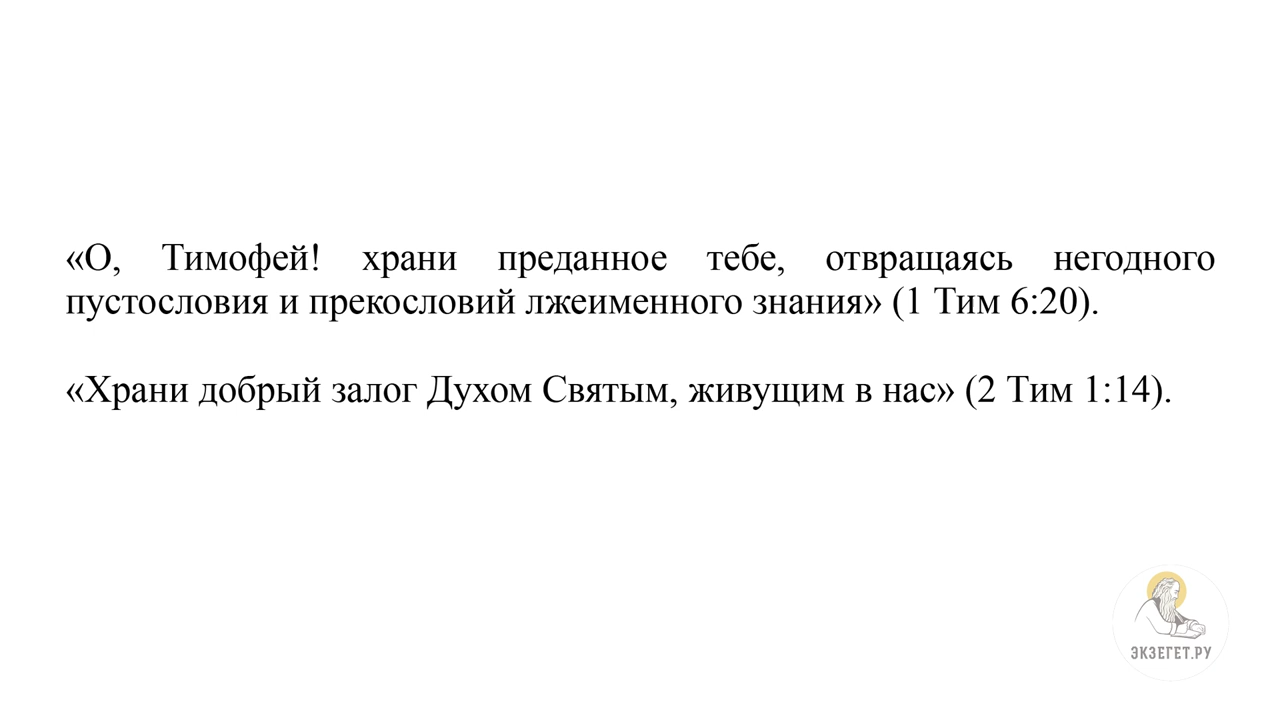 «О, Тимофей! храни преданное тебе, отвращаясь негодного
пустословия и прекословий лжеименного знания» (1 Тим 6:20).
«Храни добрый залог Духом Святым, живущим в нас» (2 Тим 1:14).
ЭКЗЕГЕТ.РУ